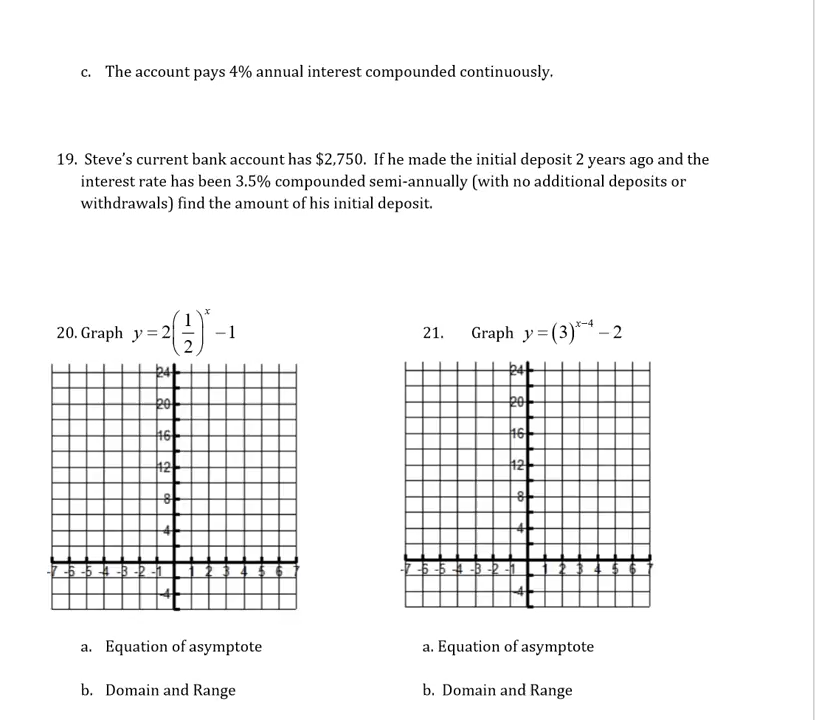 c. The account pays 4% annual interest compounded continuously.
19. Steve's current bank account has $2,750. If he made the initial deposit 2 years ago and the
interest rate has been 3.5% compounded semi-annually (with no additional deposits or
withdrawals) find the amount of his initial deposit.
20. Graph y = 2(1/2)^x − 1
24
20
16
12
8
4
-7 -6 -5 -4 -3 -2 -1 1 2 3 4 5 6 7
-4
a. Equation of asymptote
b. Domain and Range
21. Graph y = (3)^(x−4) − 2
24
20
16
12
8
4
-7 -6 -5 -4 -3 -2 -1 1 2 3 4 5 6 7
-4
a. Equation of asymptote
b. Domain and Range